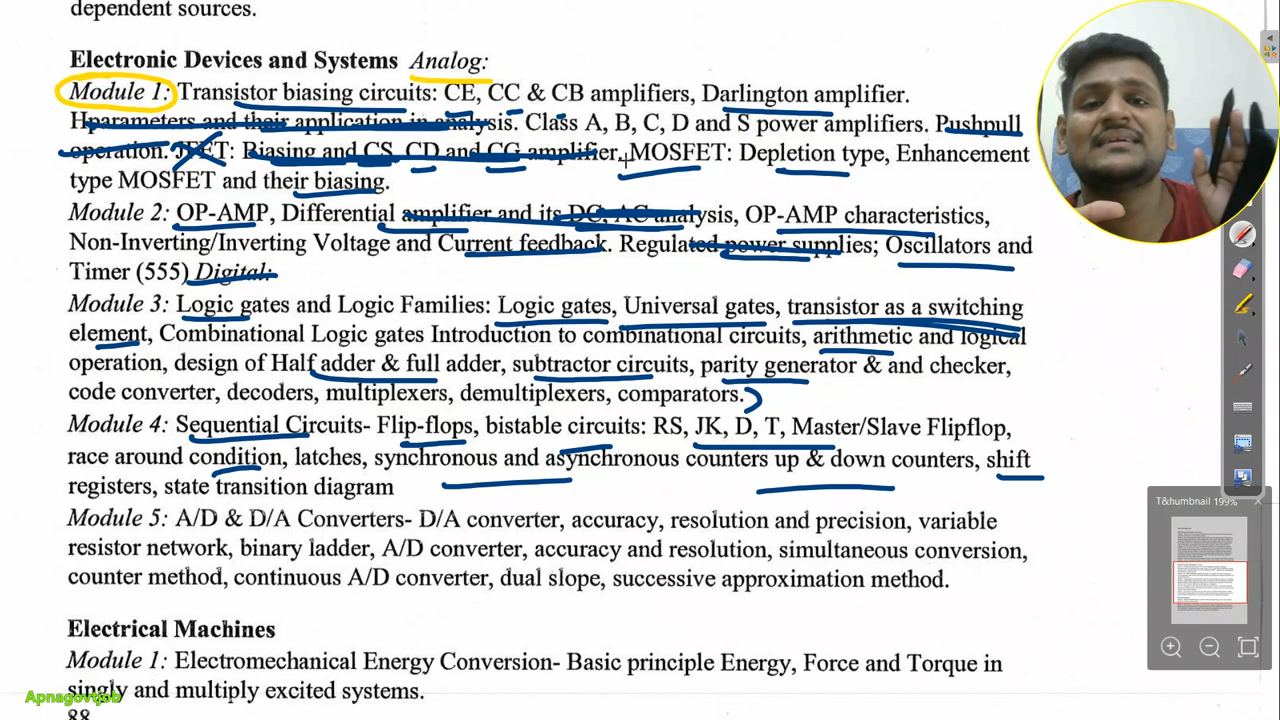 dependent sources.
Electronic Devices and Systems Analog:
Module 1: Transistor biasing circuits: CE, CC & CB amplifiers, Darlington amplifier.
Hparameters and their application in analysis. Class A, B, C, D and S power amplifiers. Pushpull
operation. JFET: Biasing and CS, CD and CG amplifier. MOSFET: Depletion type, Enhancement
type MOSFET and their biasing.
Module 2: OP-AMP, Differential amplifier and its DC, AC analysis, OP-AMP characteristics,
Non-Inverting/Inverting Voltage and Current feedback. Regulated power supplies; Oscillators and
Timer (555) Digital:
Module 3: Logic gates and Logic Families: Logic gates, Universal gates, transistor as a switching
element, Combinational Logic gates Introduction to combinational circuits, arithmetic and logical
operation, design of Half adder & full adder, subtractor circuits, parity generator & and checker,
code converter, decoders, multiplexers, demultiplexers, comparators.
Module 4: Sequential Circuits- Flip-flops, bistable circuits: RS, JK, D, T, Master/Slave Flipflop,
race around condition, latches, synchronous and asynchronous counters up & down counters, shift
registers, state transition diagram
Module 5: A/D & D/A Converters- D/A converter, accuracy, resolution and precision, variable
resistor network, binary ladder, A/D converter, accuracy and resolution, simultaneous conversion,
counter method, continuous A/D converter, dual slope, successive approximation method.
Electrical Machines
Module 1: Electromechanical Energy Conversion- Basic principle Energy, Force and Torque in
singly and multiply excited systems.
Apnagovtjob
88
T&humbnail 199%